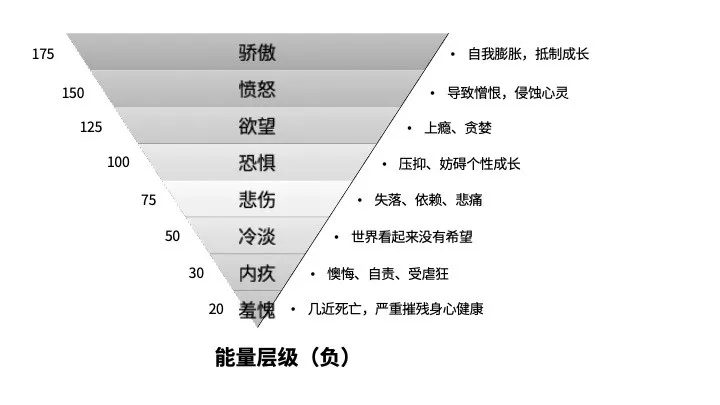 175 骄傲 • 自我膨胀，抵制成长
150 愤怒 • 导致憎恨，侵蚀心灵
125 欲望 • 上瘾、贪婪
100 恐惧 • 压抑、妨碍个性成长
75 悲伤 • 失落、依赖、悲痛
50 冷淡 • 世界看起来没有希望
30 内疚 • 懊悔、自责、受虐狂
20 羞愧 • 几近死亡，严重摧残身心健康
能量层级（负）